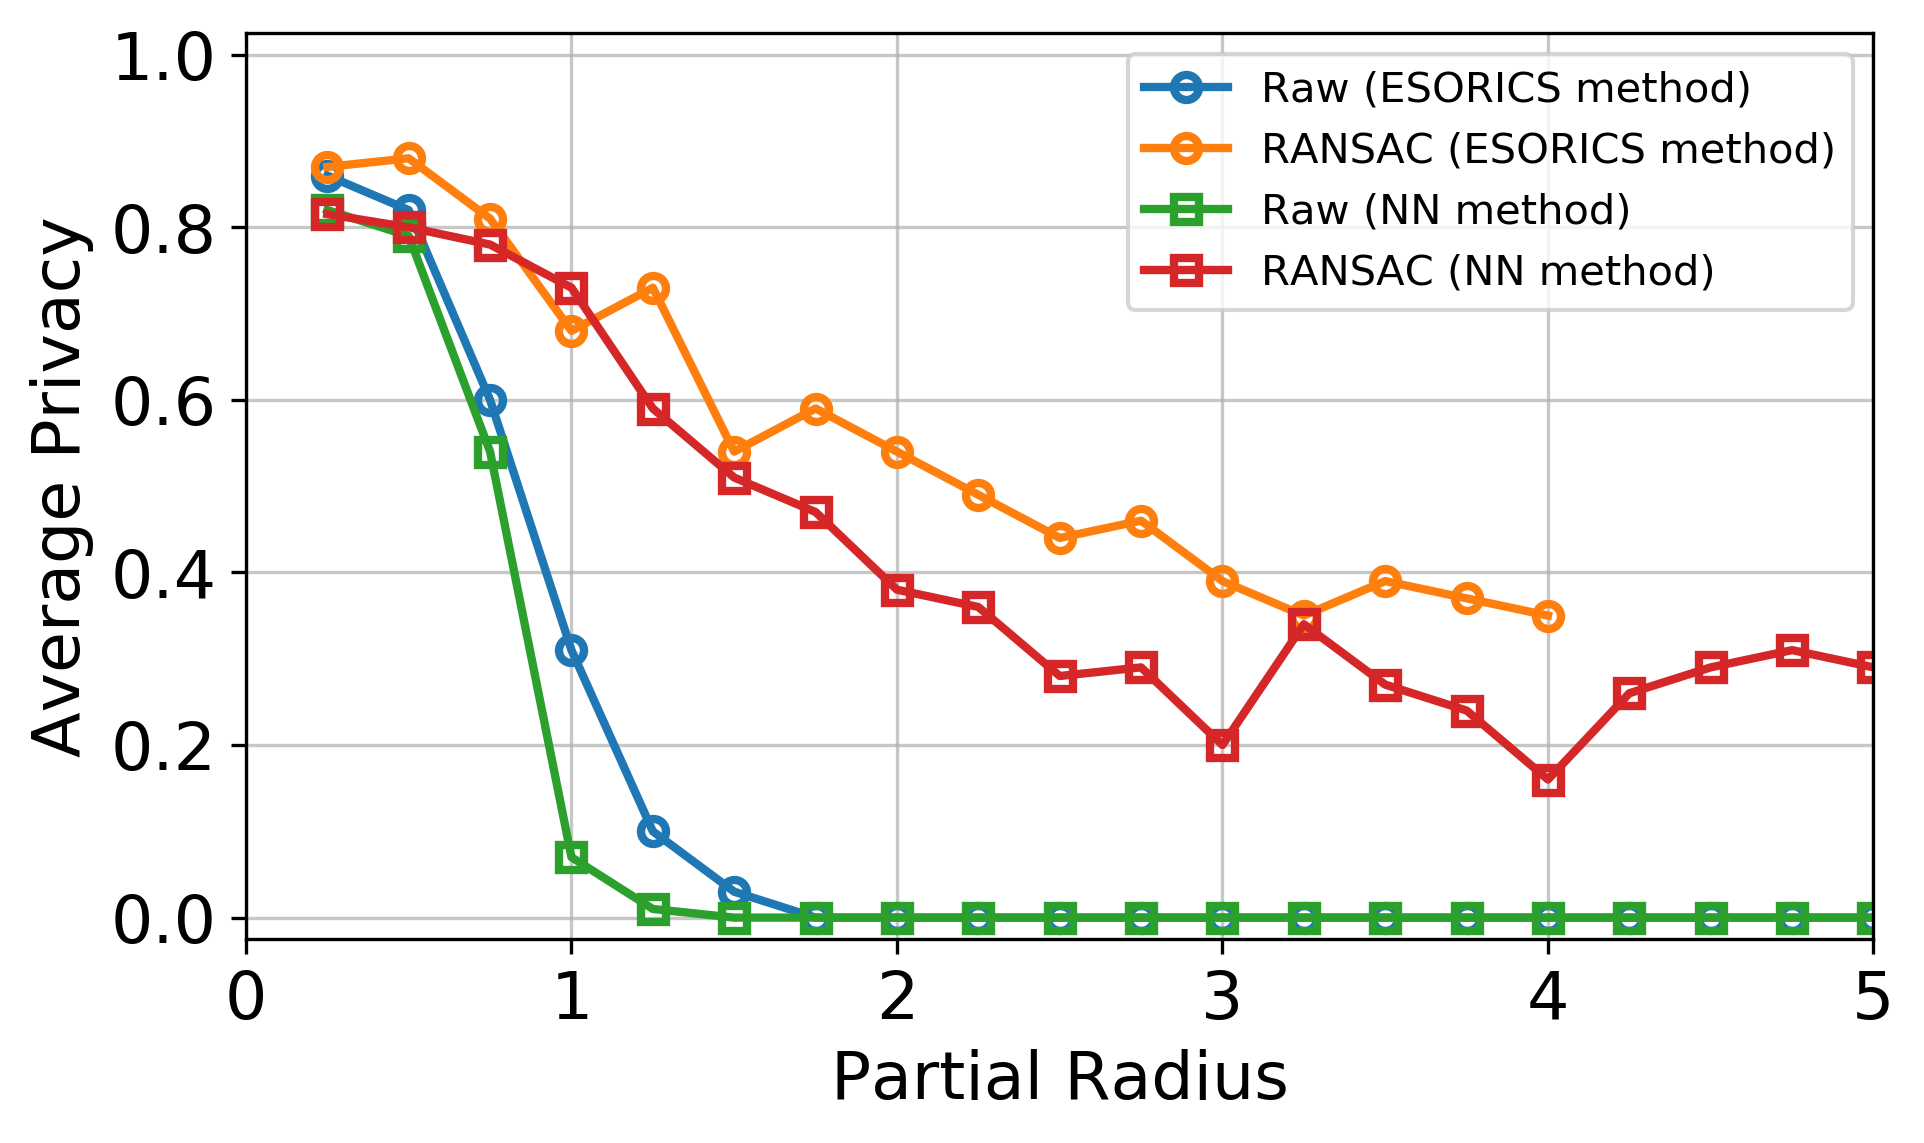 1.0
0.8
0.6
0.4
0.2
0.0
Average Privacy
Raw (ESORICS method)
RANSAC (ESORICS method)
Raw (NN method)
RANSAC (NN method)
0 1 2 3 4 5
Partial Radius